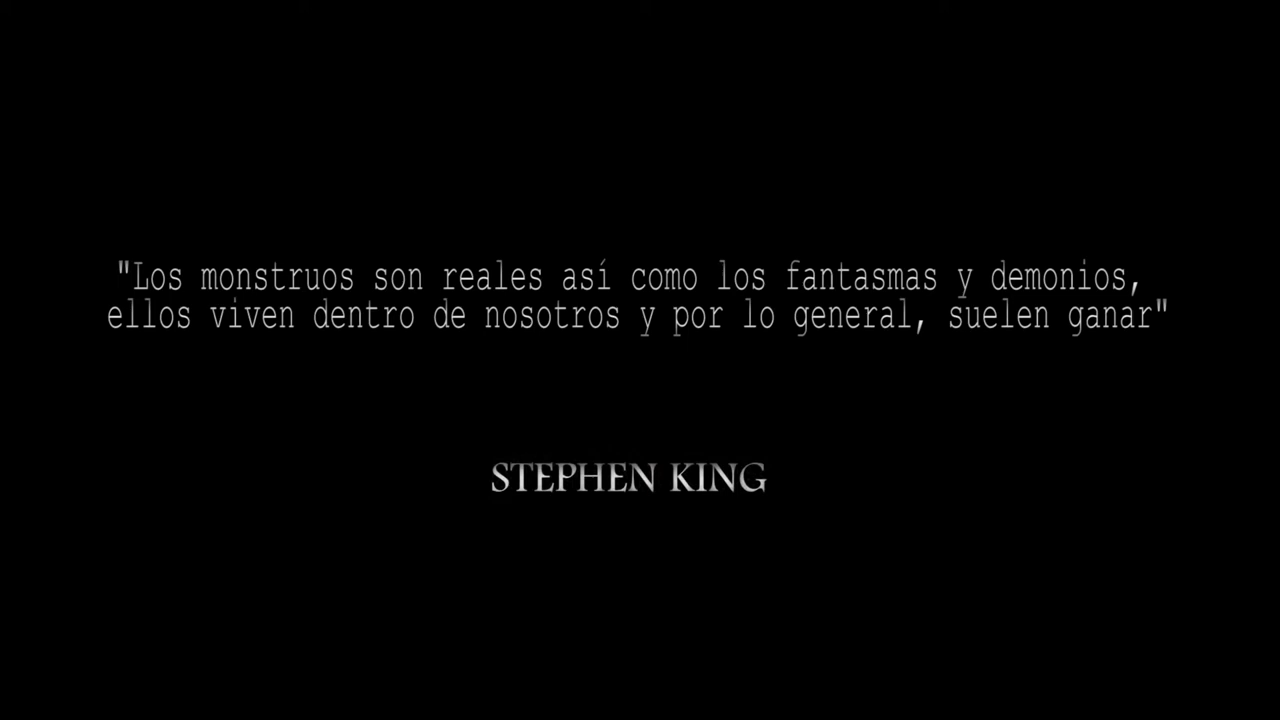 "Los monstruos son reales así como los fantasmas y demonios,
ellos viven dentro de nosotros y por lo general, suelen ganar"
STEPHEN KING